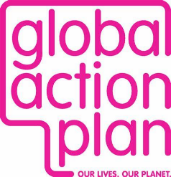 global
action
plan
OUR LIVES. OUR PLANET.